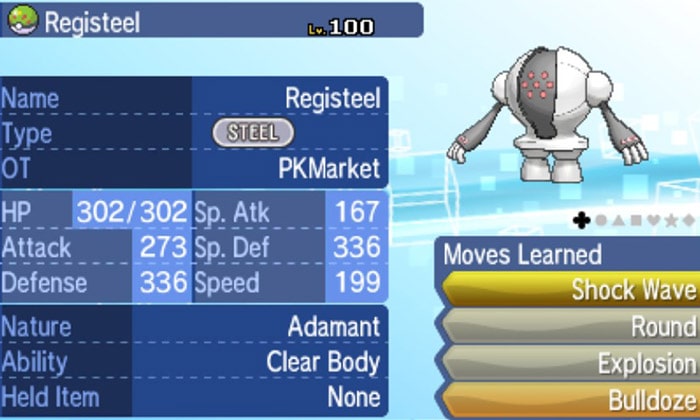 Registeel Lv.100
Name Registeel
Type STEEL
OT PKMarket
HP 302/302 Sp. Atk 167
Attack 273 Sp. Def 336
Defense 336 Speed 199
Nature Adamant
Ability Clear Body
Held Item None
Moves Learned
Shock Wave
Round
Explosion
Bulldoze